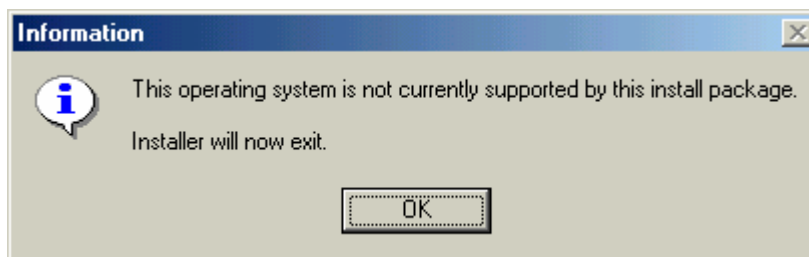 Information
This operating system is not currently supported by this install package.
Installer will now exit.
OK